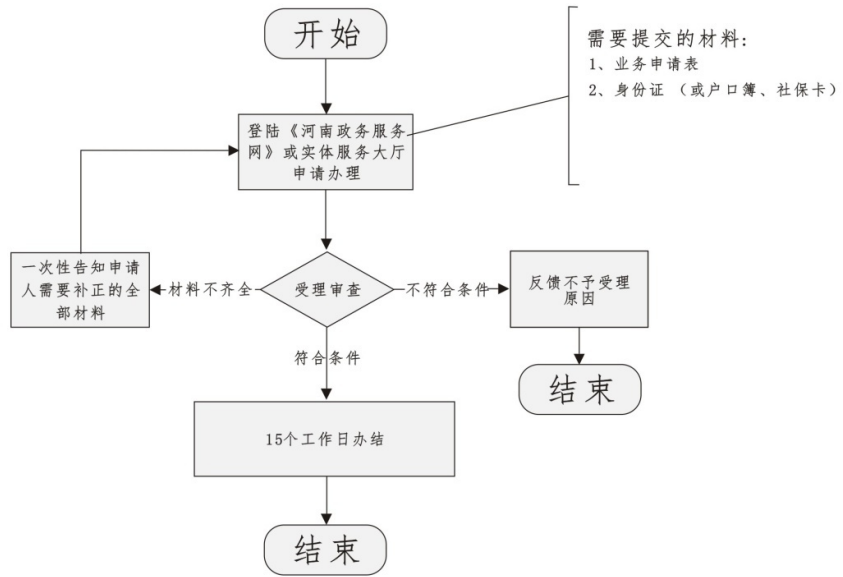 开始
需要提交的材料：
1、业务申请表
2、身份证 （或户口簿、社保卡）
登陆《河南政务服务
网》或实体服务大厅
申请办理
一次性告知申请
人需要补正的全
部材料
材料不齐全
受理审查
不符合条件
反馈不予受理
原因
符合条件
结束
15个工作日办结
结束